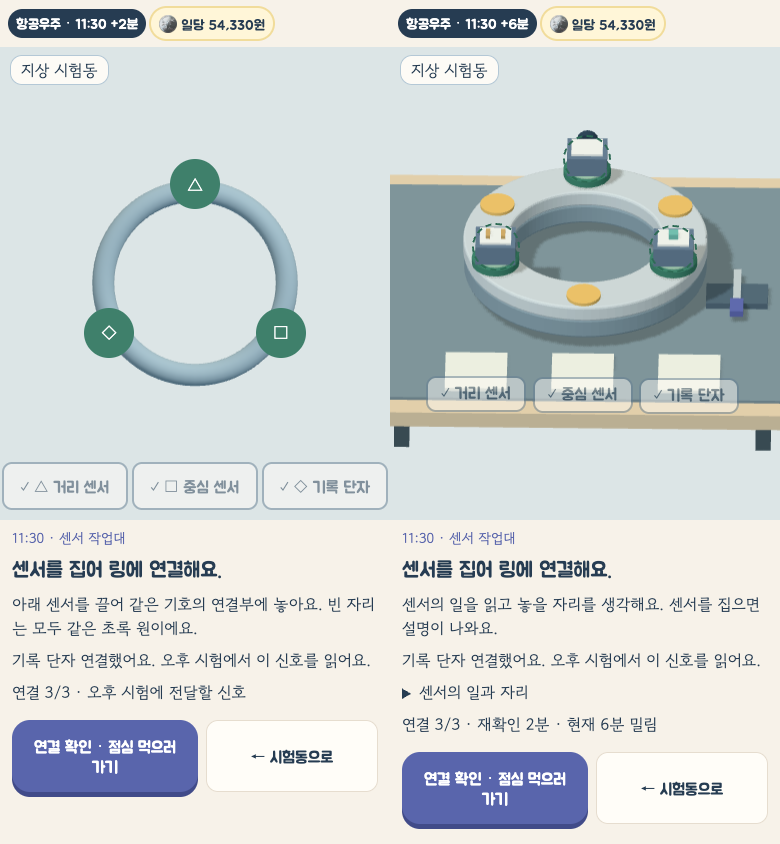 항공우주 · 11:30 +2분
일당 54,330원
지상 시험동
△
◇
□
✓ △ 거리 센서
✓ □ 중심 센서
✓ ◇ 기록 단자
11:30 · 센서 작업대
센서를 집어 링에 연결해요.
아래 센서를 끌어 같은 기호의 연결부에 놓아요. 빈 자리
는 모두 같은 초록 원이에요.
기록 단자 연결했어요. 오후 시험에서 이 신호를 읽어요.
연결 3/3 · 오후 시험에 전달할 신호
연결 확인 · 점심 먹으러
가기
← 시험동으로
항공우주 · 11:30 +6분
일당 54,330원
지상 시험동
✓ 거리 센서
✓ 중심 센서
✓ 기록 단자
11:30 · 센서 작업대
센서를 집어 링에 연결해요.
센서의 일을 읽고 놓을 자리를 생각해요. 센서를 집으면
설명이 나와요.
기록 단자 연결했어요. 오후 시험에서 이 신호를 읽어요.
▶ 센서의 일과 자리
연결 3/3 · 재확인 2분 · 현재 6분 밀림
연결 확인 · 점심 먹으러
가기
← 시험동으로